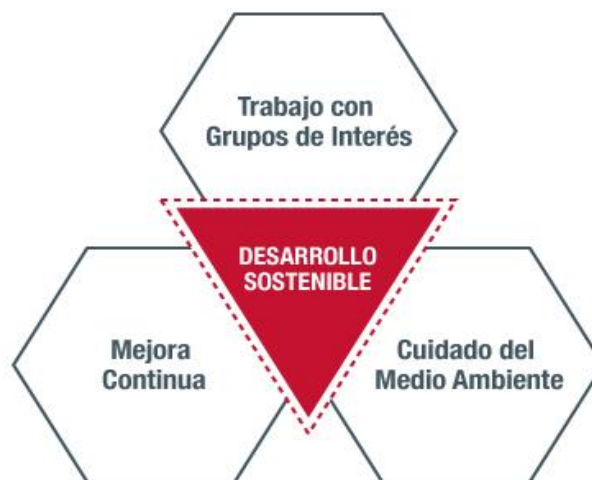 Trabajo con
Grupos de Interés
DESARROLLO
SOSTENIBLE
Mejora
Continua
Cuidado del
Medio Ambiente